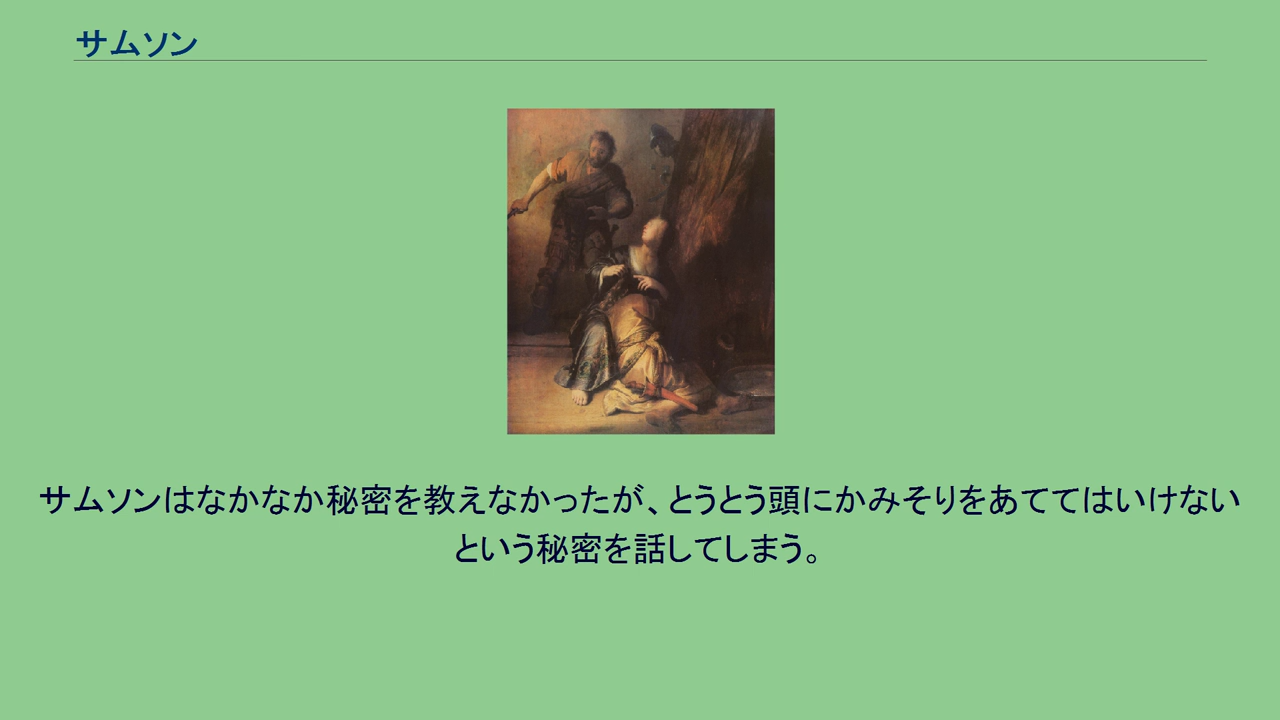 サムソン
サムソンはなかなか秘密を教えなかったが、とうとう頭にかみそりをあててはいけない
という秘密を話してしまう。